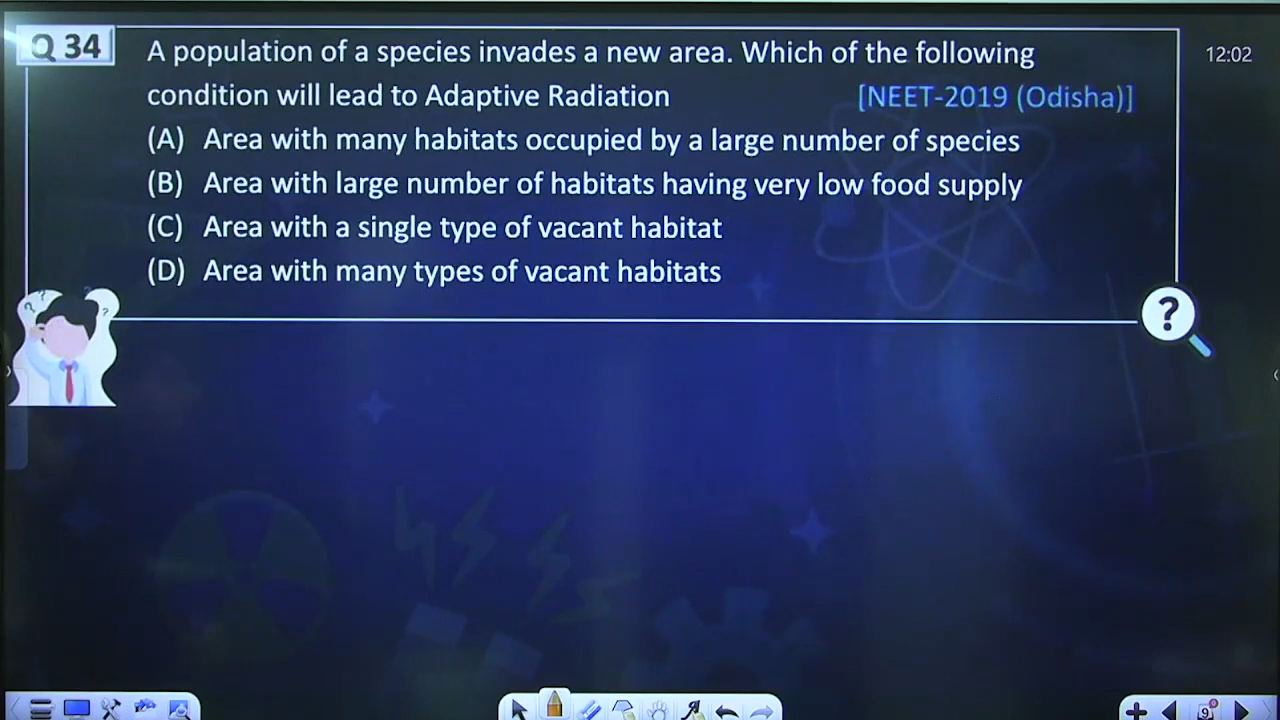 Q 34
A population of a species invades a new area. Which of the following
condition will lead to Adaptive Radiation [NEET-2019 (Odisha)]
(A) Area with many habitats occupied by a large number of species
(B) Area with large number of habitats having very low food supply
(C) Area with a single type of vacant habitat
(D) Area with many types of vacant habitats
12:02
?
? ? ?
9